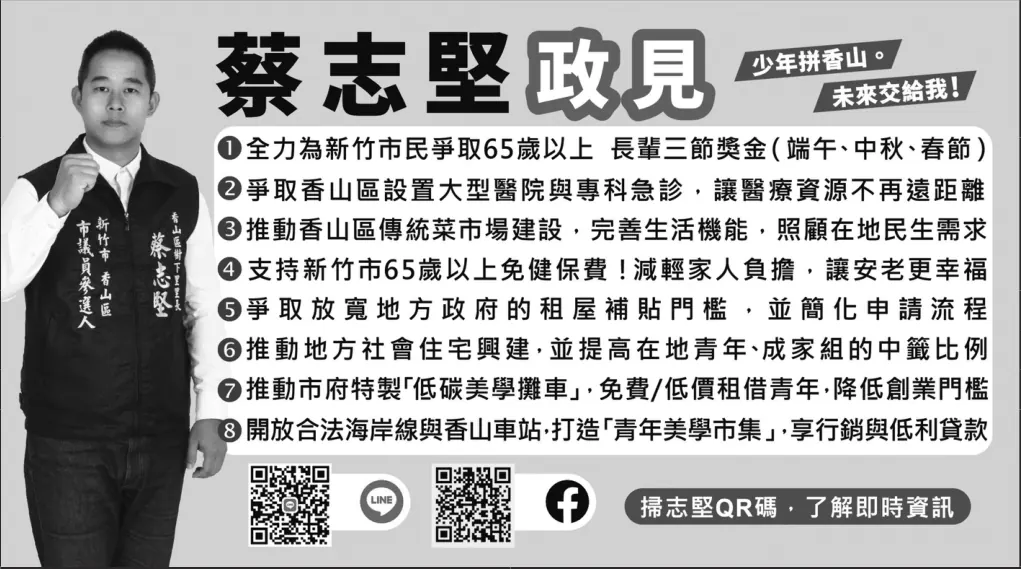 蔡志堅 政見
少年拼香山。
未來交給我！
❶全力為新竹市民爭取65歲以上 長輩三節獎金(端午、中秋、春節)
❷爭取香山區設置大型醫院與專科急診，讓醫療資源不再遠距離
❸推動香山區傳統菜市場建設，完善生活機能，照顧在地民生需求
❹支持新竹市65歲以上免健保費！減輕家人負擔，讓安老更幸福
❺爭取放寬地方政府的租屋補貼門檻，並簡化申請流程
❻推動地方社會住宅興建，並提高在地青年、成家組的中籤比例
❼推動市府特製「低碳美學攤車」，免費/低價租借青年，降低創業門檻
❽開放合法海岸線與香山車站，打造「青年美學市集」，享行銷與低利貸款
香山區
里里長
蔡志堅
新竹市 香山區
市議員參選人
LINE
掃志堅QR碼，了解即時資訊